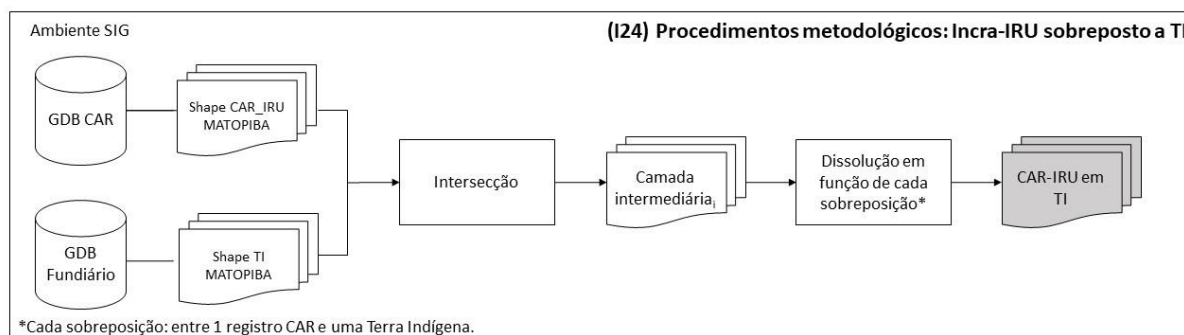 Ambiente SIG
(I24) Procedimentos metodológicos: Incra-IRU sobreposto a TI
GDB CAR
Shape CAR_IRU
MATOPIBA
GDB
Fundiário
Shape TI
MATOPIBA
Intersecção
Camada
intermediáriaᵢ
Dissolução em
função de cada
sobreposição*
CAR-IRU em
TI
*Cada sobreposição: entre 1 registro CAR e uma Terra Indígena.